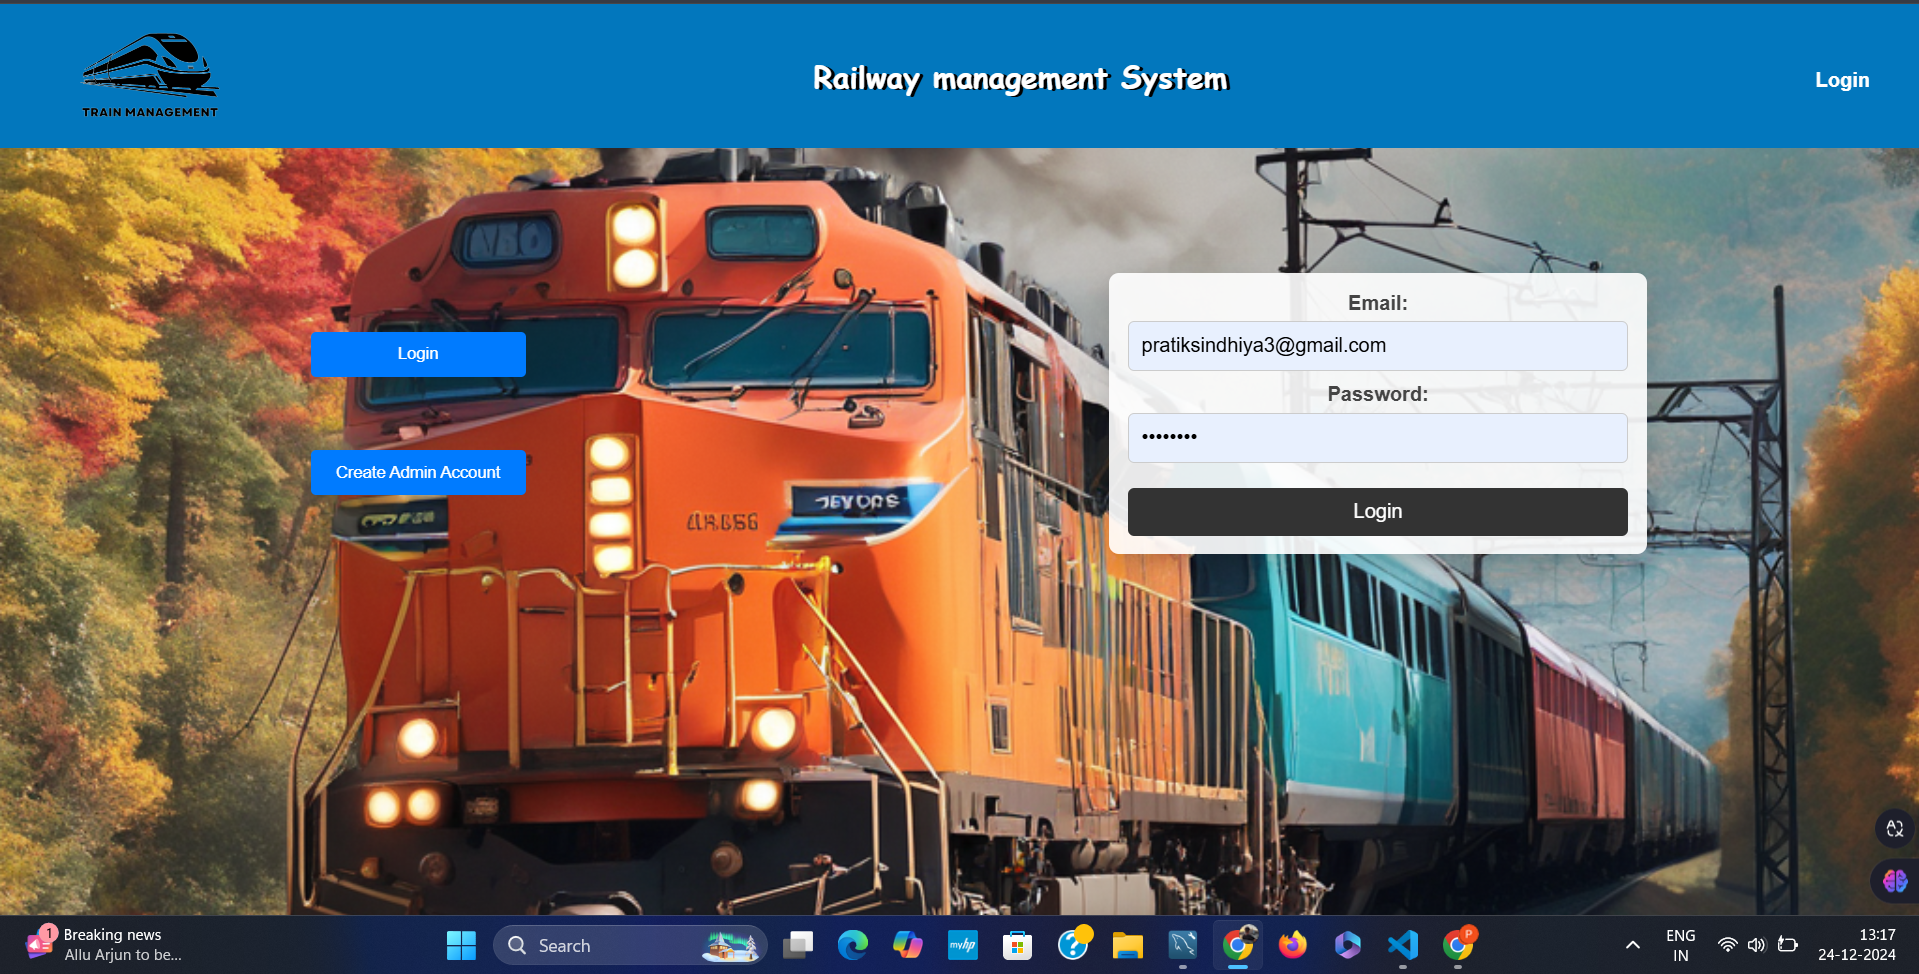 TRAIN MANAGEMENT
Railway management System
Login
Login
Create Admin Account
Email:
pratiksindhiya3@gmail.com
Password:
••••••••
Login
1
Breaking news
Allu Arjun to be...
Search
myhp
P
ENG
IN
13:17
24-12-2024